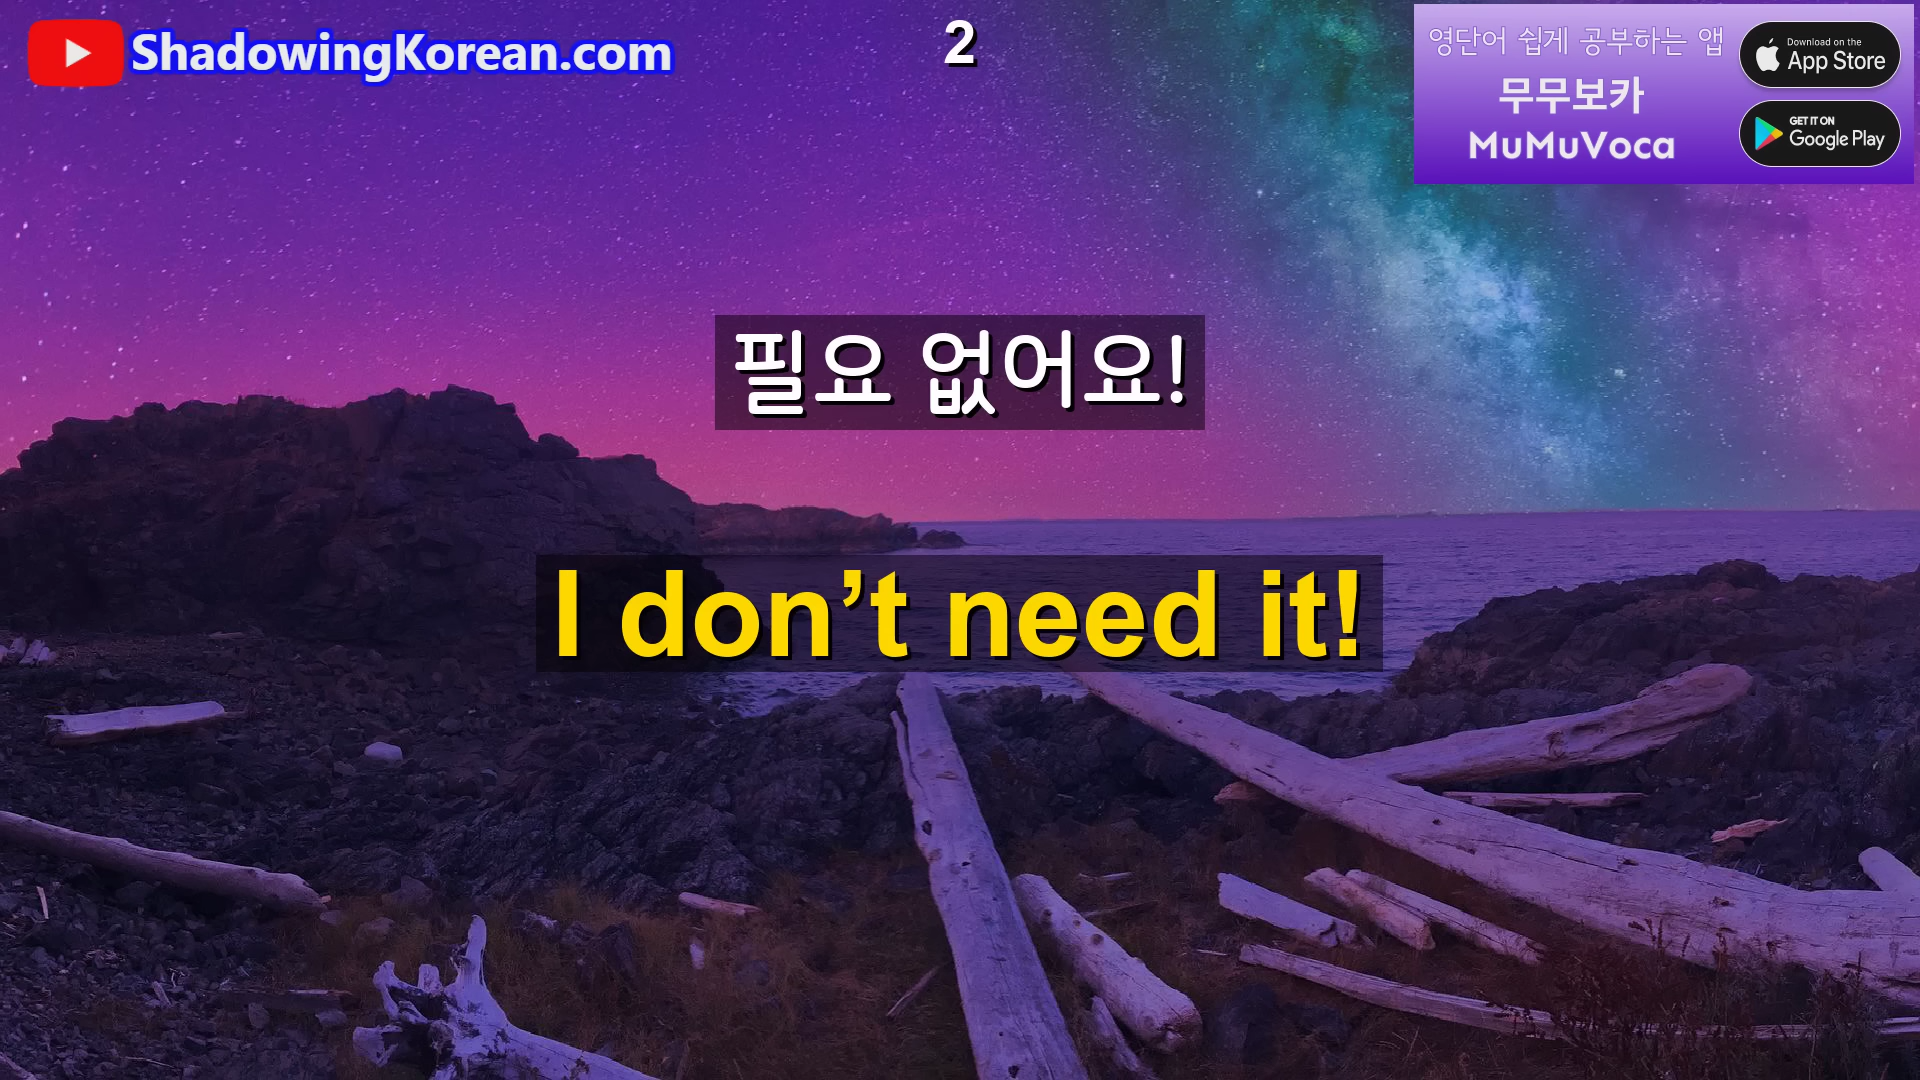 ShadowingKorean.com
2
영단어 쉽게 공부하는 앱
무무보카
MuMuVoca
Download on the
App Store
GET IT ON
Google Play
필요 없어요!
I don’t need it!